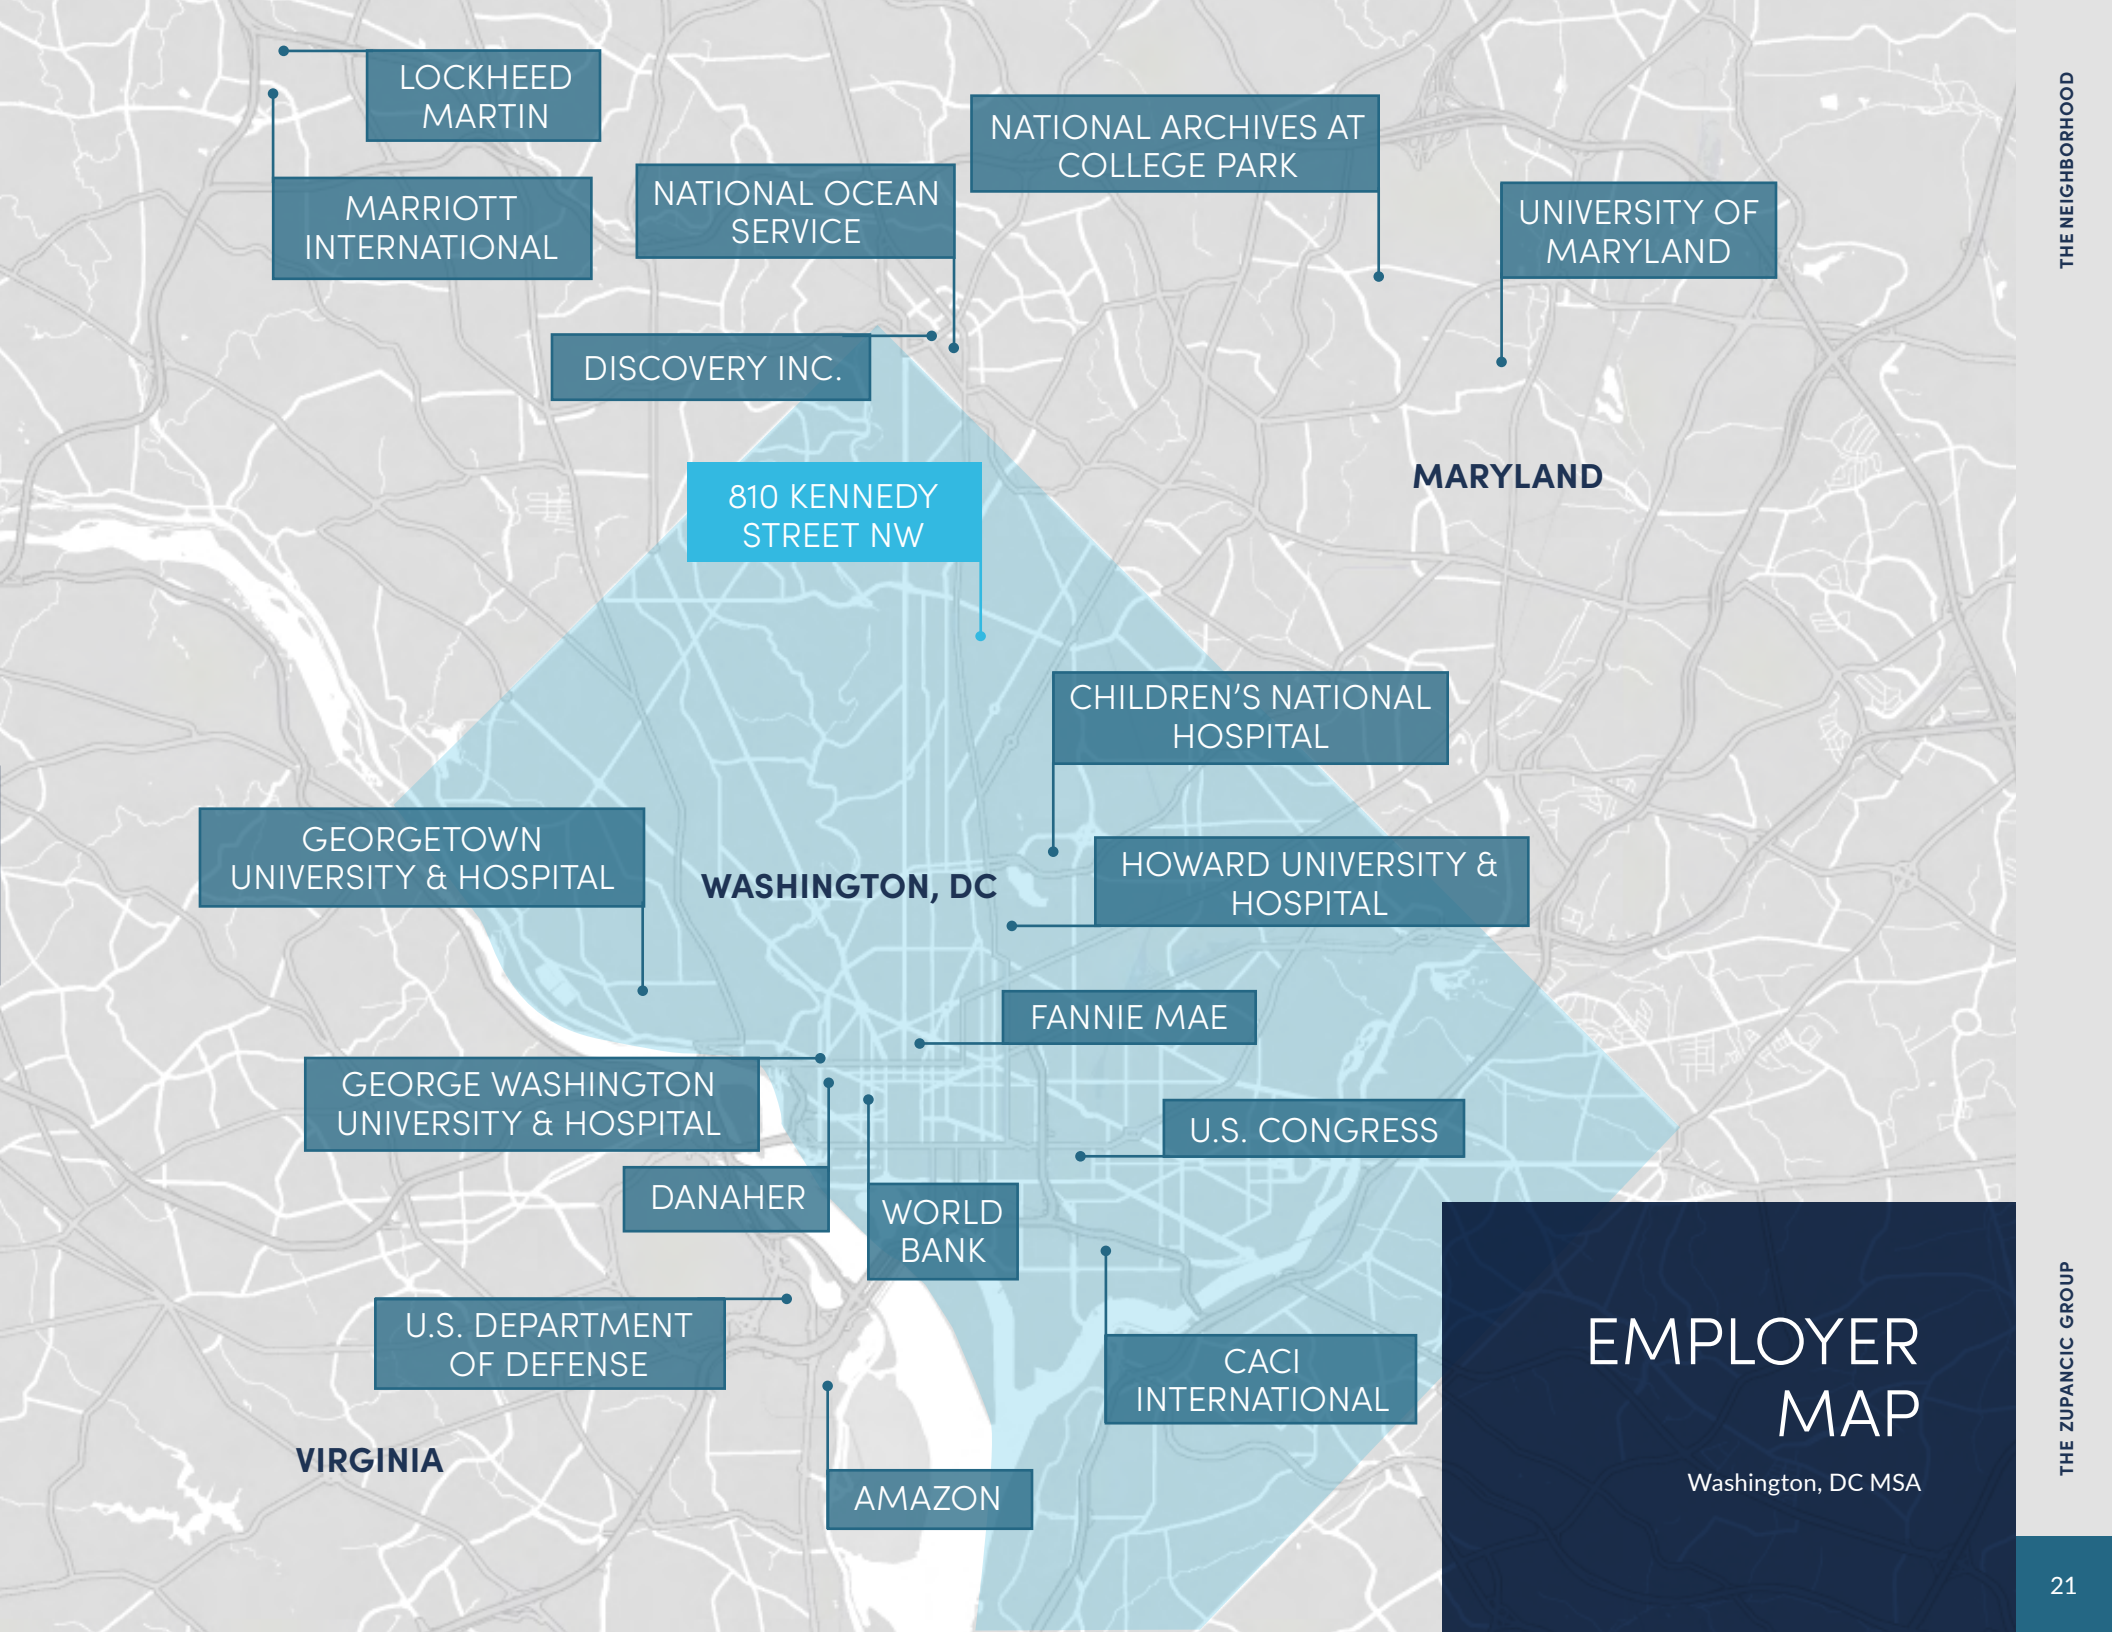 LOCKHEED
MARTIN
MARRIOTT
INTERNATIONAL
NATIONAL OCEAN
SERVICE
NATIONAL ARCHIVES AT
COLLEGE PARK
UNIVERSITY OF
MARYLAND
DISCOVERY INC.
810 KENNEDY
STREET NW
MARYLAND
CHILDREN'S NATIONAL
HOSPITAL
GEORGETOWN
UNIVERSITY & HOSPITAL
WASHINGTON, DC
HOWARD UNIVERSITY &
HOSPITAL
FANNIE MAE
GEORGE WASHINGTON
UNIVERSITY & HOSPITAL
U.S. CONGRESS
DANAHER
WORLD
BANK
U.S. DEPARTMENT
OF DEFENSE
CACI
INTERNATIONAL
VIRGINIA
AMAZON
EMPLOYER
MAP
Washington, DC MSA
THE NEIGHBORHOOD
THE ZUPANCIC GROUP
21